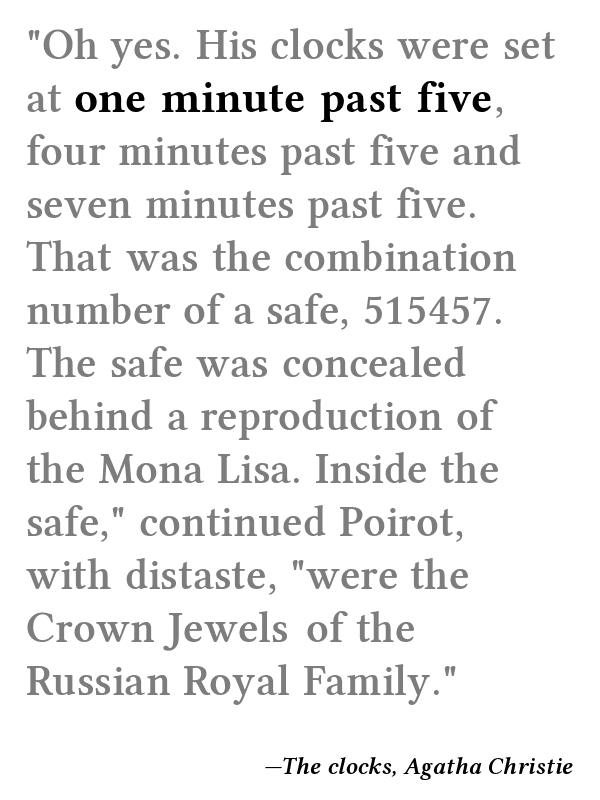 "Oh yes. His clocks were set
at one minute past five,
four minutes past five and
seven minutes past five.
That was the combination
number of a safe, 515457.
The safe was concealed
behind a reproduction of
the Mona Lisa. Inside the
safe," continued Poirot,
with distaste, "were the
Crown Jewels of the
Russian Royal Family."
—The clocks, Agatha Christie